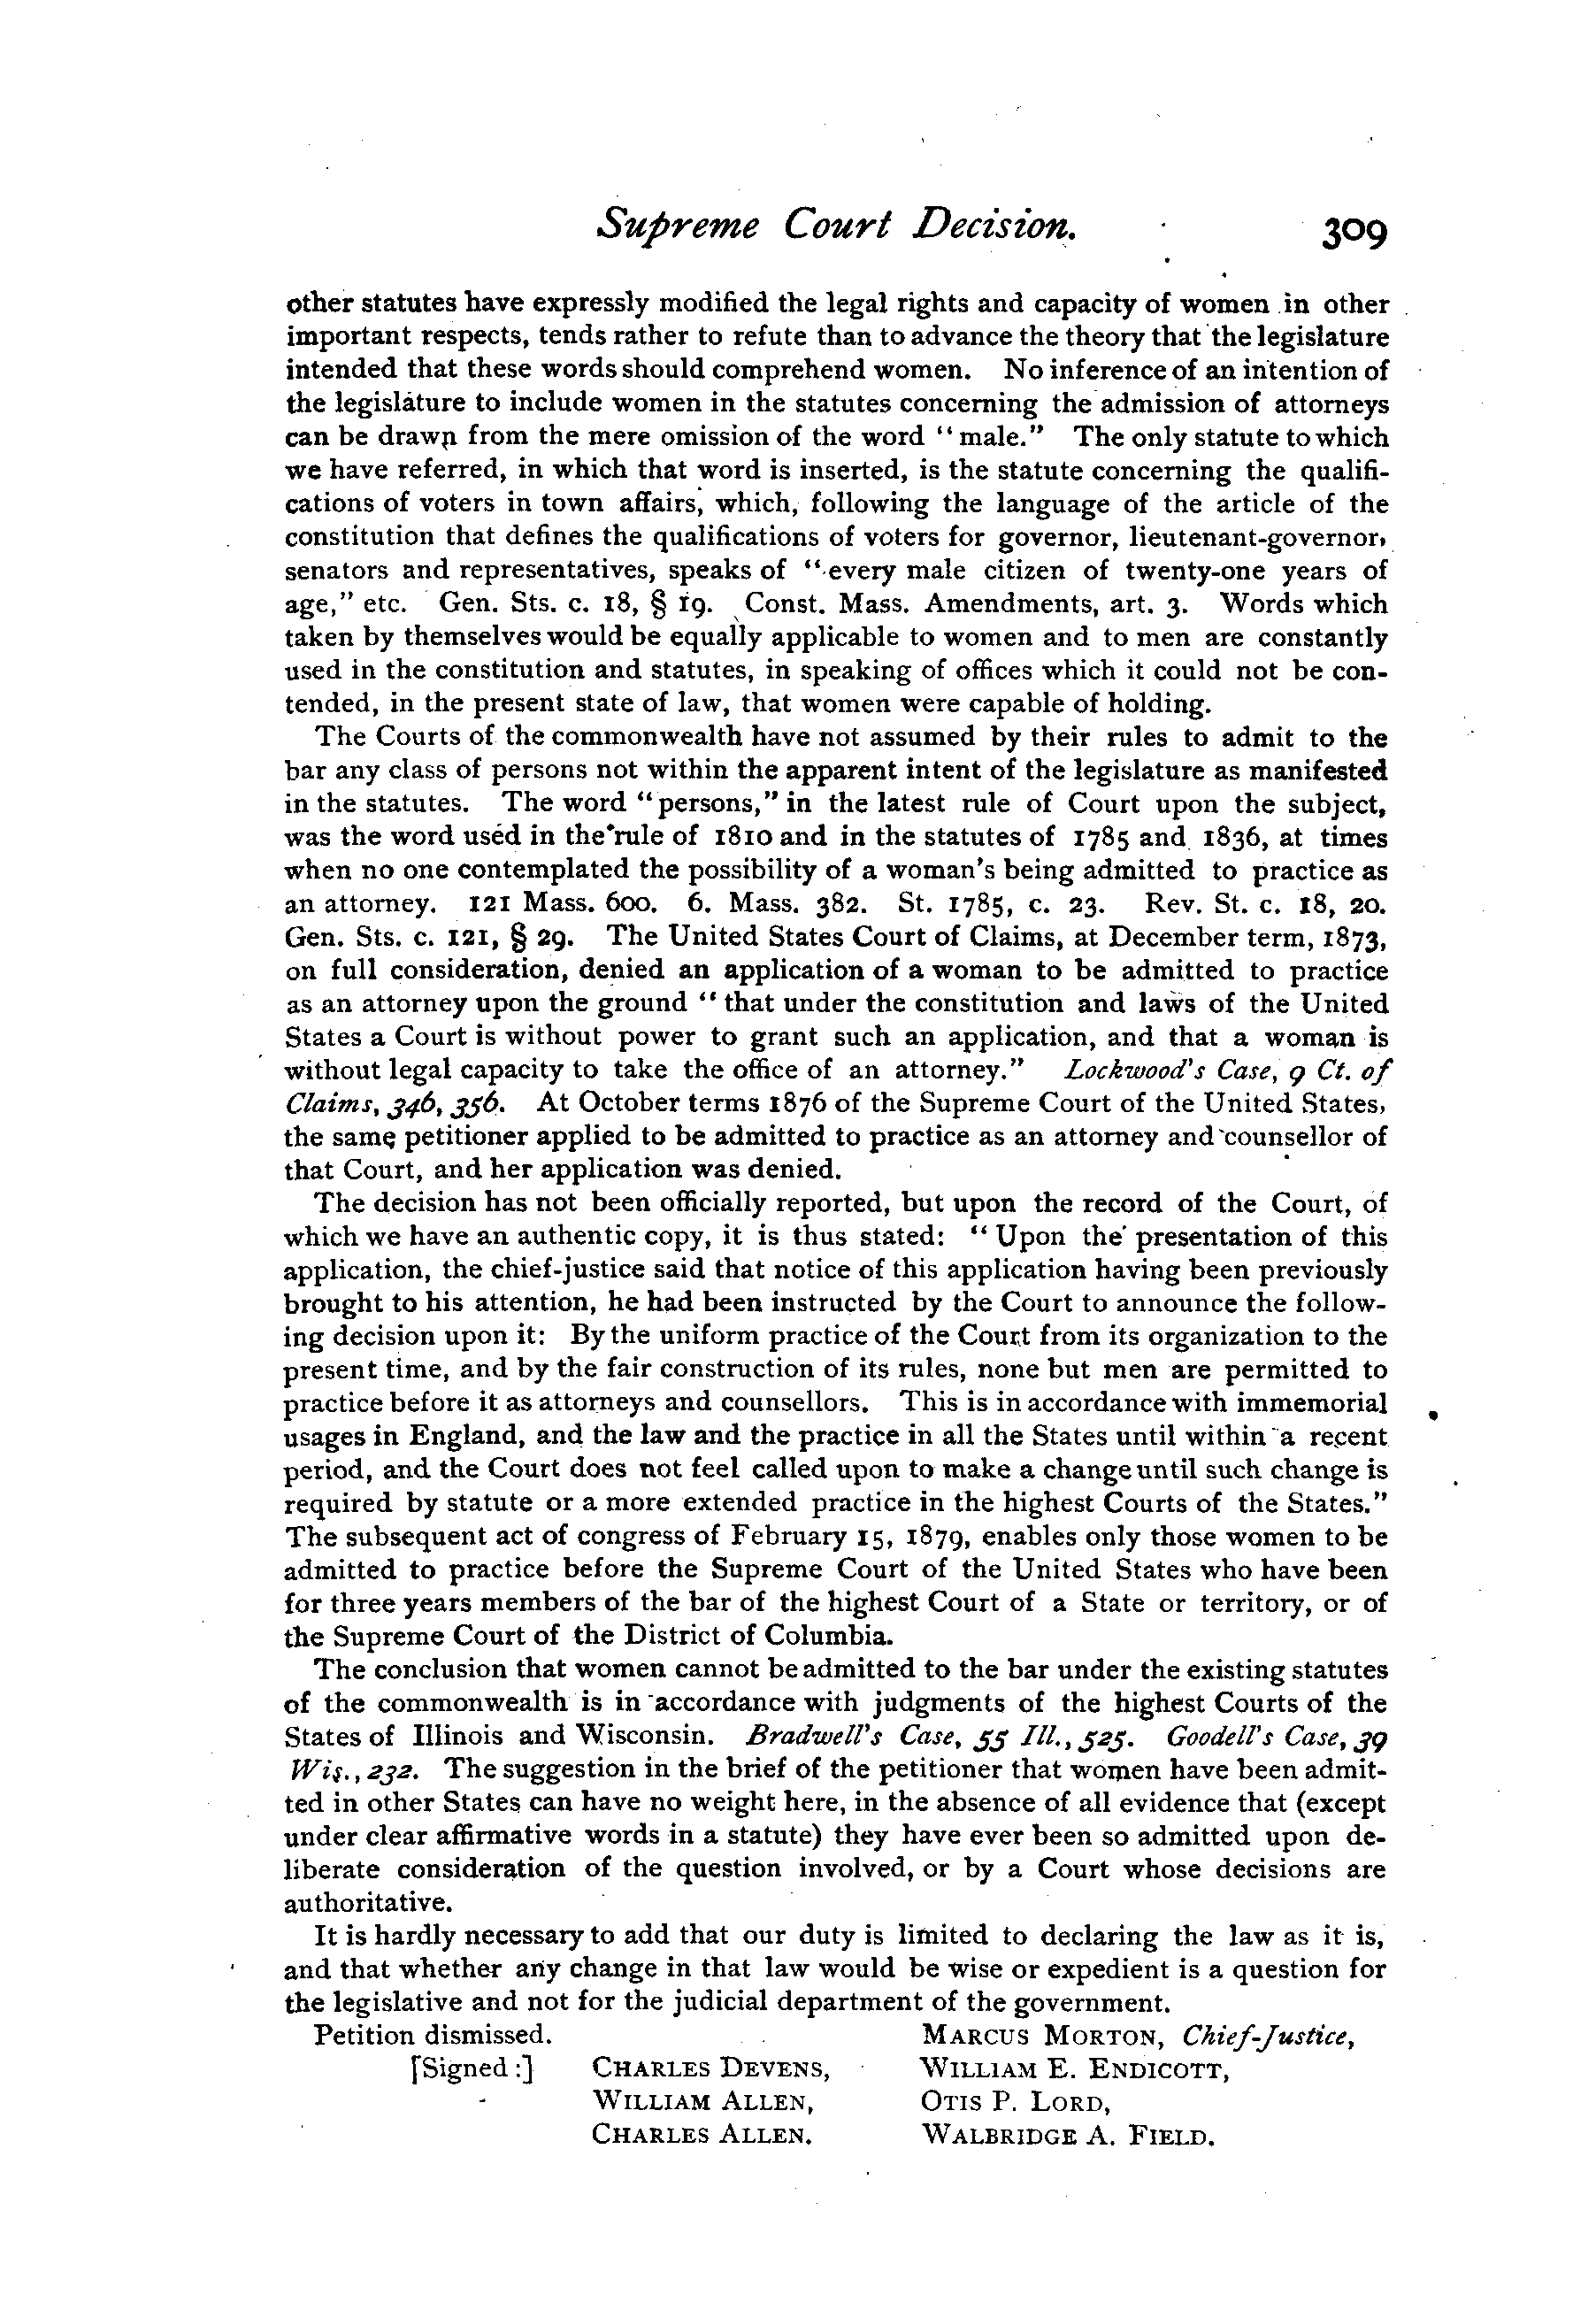 Supreme Court Decision. 309
other statutes have expressly modified the legal rights and capacity of women in other
important respects, tends rather to refute than to advance the theory that the legislature
intended that these words should comprehend women. No inference of an intention of
the legislature to include women in the statutes concerning the admission of attorneys
can be drawn from the mere omission of the word "male." The only statute to which
we have referred, in which that word is inserted, is the statute concerning the qualifi-
cations of voters in town affairs, which, following the language of the article of the
constitution that defines the qualifications of voters for governor, lieutenant-governor,
senators and representatives, speaks of "every male citizen of twenty-one years of
age," etc. Gen. Sts. c. 18, § 19. Const. Mass. Amendments, art. 3. Words which
taken by themselves would be equally applicable to women and to men are constantly
used in the constitution and statutes, in speaking of offices which it could not be con-
tended, in the present state of law, that women were capable of holding.
The Courts of the commonwealth have not assumed by their rules to admit to the
bar any class of persons not within the apparent intent of the legislature as manifested
in the statutes. The word "persons," in the latest rule of Court upon the subject,
was the word used in the rule of 1810 and in the statutes of 1785 and 1836, at times
when no one contemplated the possibility of a woman's being admitted to practice as
an attorney. 121 Mass. 600. 6. Mass. 382. St. 1785, c. 23. Rev. St. c. 18, 20.
Gen. Sts. c. 121, § 29. The United States Court of Claims, at December term, 1873,
on full consideration, denied an application of a woman to be admitted to practice
as an attorney upon the ground "that under the constitution and laws of the United
States a Court is without power to grant such an application, and that a woman is
without legal capacity to take the office of an attorney." Lockwood's Case, 9 Ct. of
Claims, 346, 356. At October terms 1876 of the Supreme Court of the United States,
the same petitioner applied to be admitted to practice as an attorney and counsellor of
that Court, and her application was denied.
The decision has not been officially reported, but upon the record of the Court, of
which we have an authentic copy, it is thus stated: "Upon the presentation of this
application, the chief-justice said that notice of this application having been previously
brought to his attention, he had been instructed by the Court to announce the follow-
ing decision upon it: By the uniform practice of the Court from its organization to the
present time, and by the fair construction of its rules, none but men are permitted to
practice before it as attorneys and counsellors. This is in accordance with immemorial
usages in England, and the law and the practice in all the States until within a recent
period, and the Court does not feel called upon to make a change until such change is
required by statute or a more extended practice in the highest Courts of the States."
The subsequent act of congress of February 15, 1879, enables only those women to be
admitted to practice before the Supreme Court of the United States who have been
for three years members of the bar of the highest Court of a State or territory, or of
the Supreme Court of the District of Columbia.
The conclusion that women cannot be admitted to the bar under the existing statutes
of the commonwealth is in accordance with judgments of the highest Courts of the
States of Illinois and Wisconsin. Bradwell's Case, 55 Ill., 525. Goodell's Case, 39
Wis., 232. The suggestion in the brief of the petitioner that women have been admit-
ted in other States can have no weight here, in the absence of all evidence that (except
under clear affirmative words in a statute) they have ever been so admitted upon de-
liberate consideration of the question involved, or by a Court whose decisions are
authoritative.
It is hardly necessary to add that our duty is limited to declaring the law as it is,
and that whether any change in that law would be wise or expedient is a question for
the legislative and not for the judicial department of the government.
Petition dismissed. MARCUS MORTON, Chief-Justice,
[Signed:] CHARLES DEVENS, WILLIAM E. ENDICOTT,
WILLIAM ALLEN, OTIS P. LORD,
CHARLES ALLEN. WALBRIDGE A. FIELD.